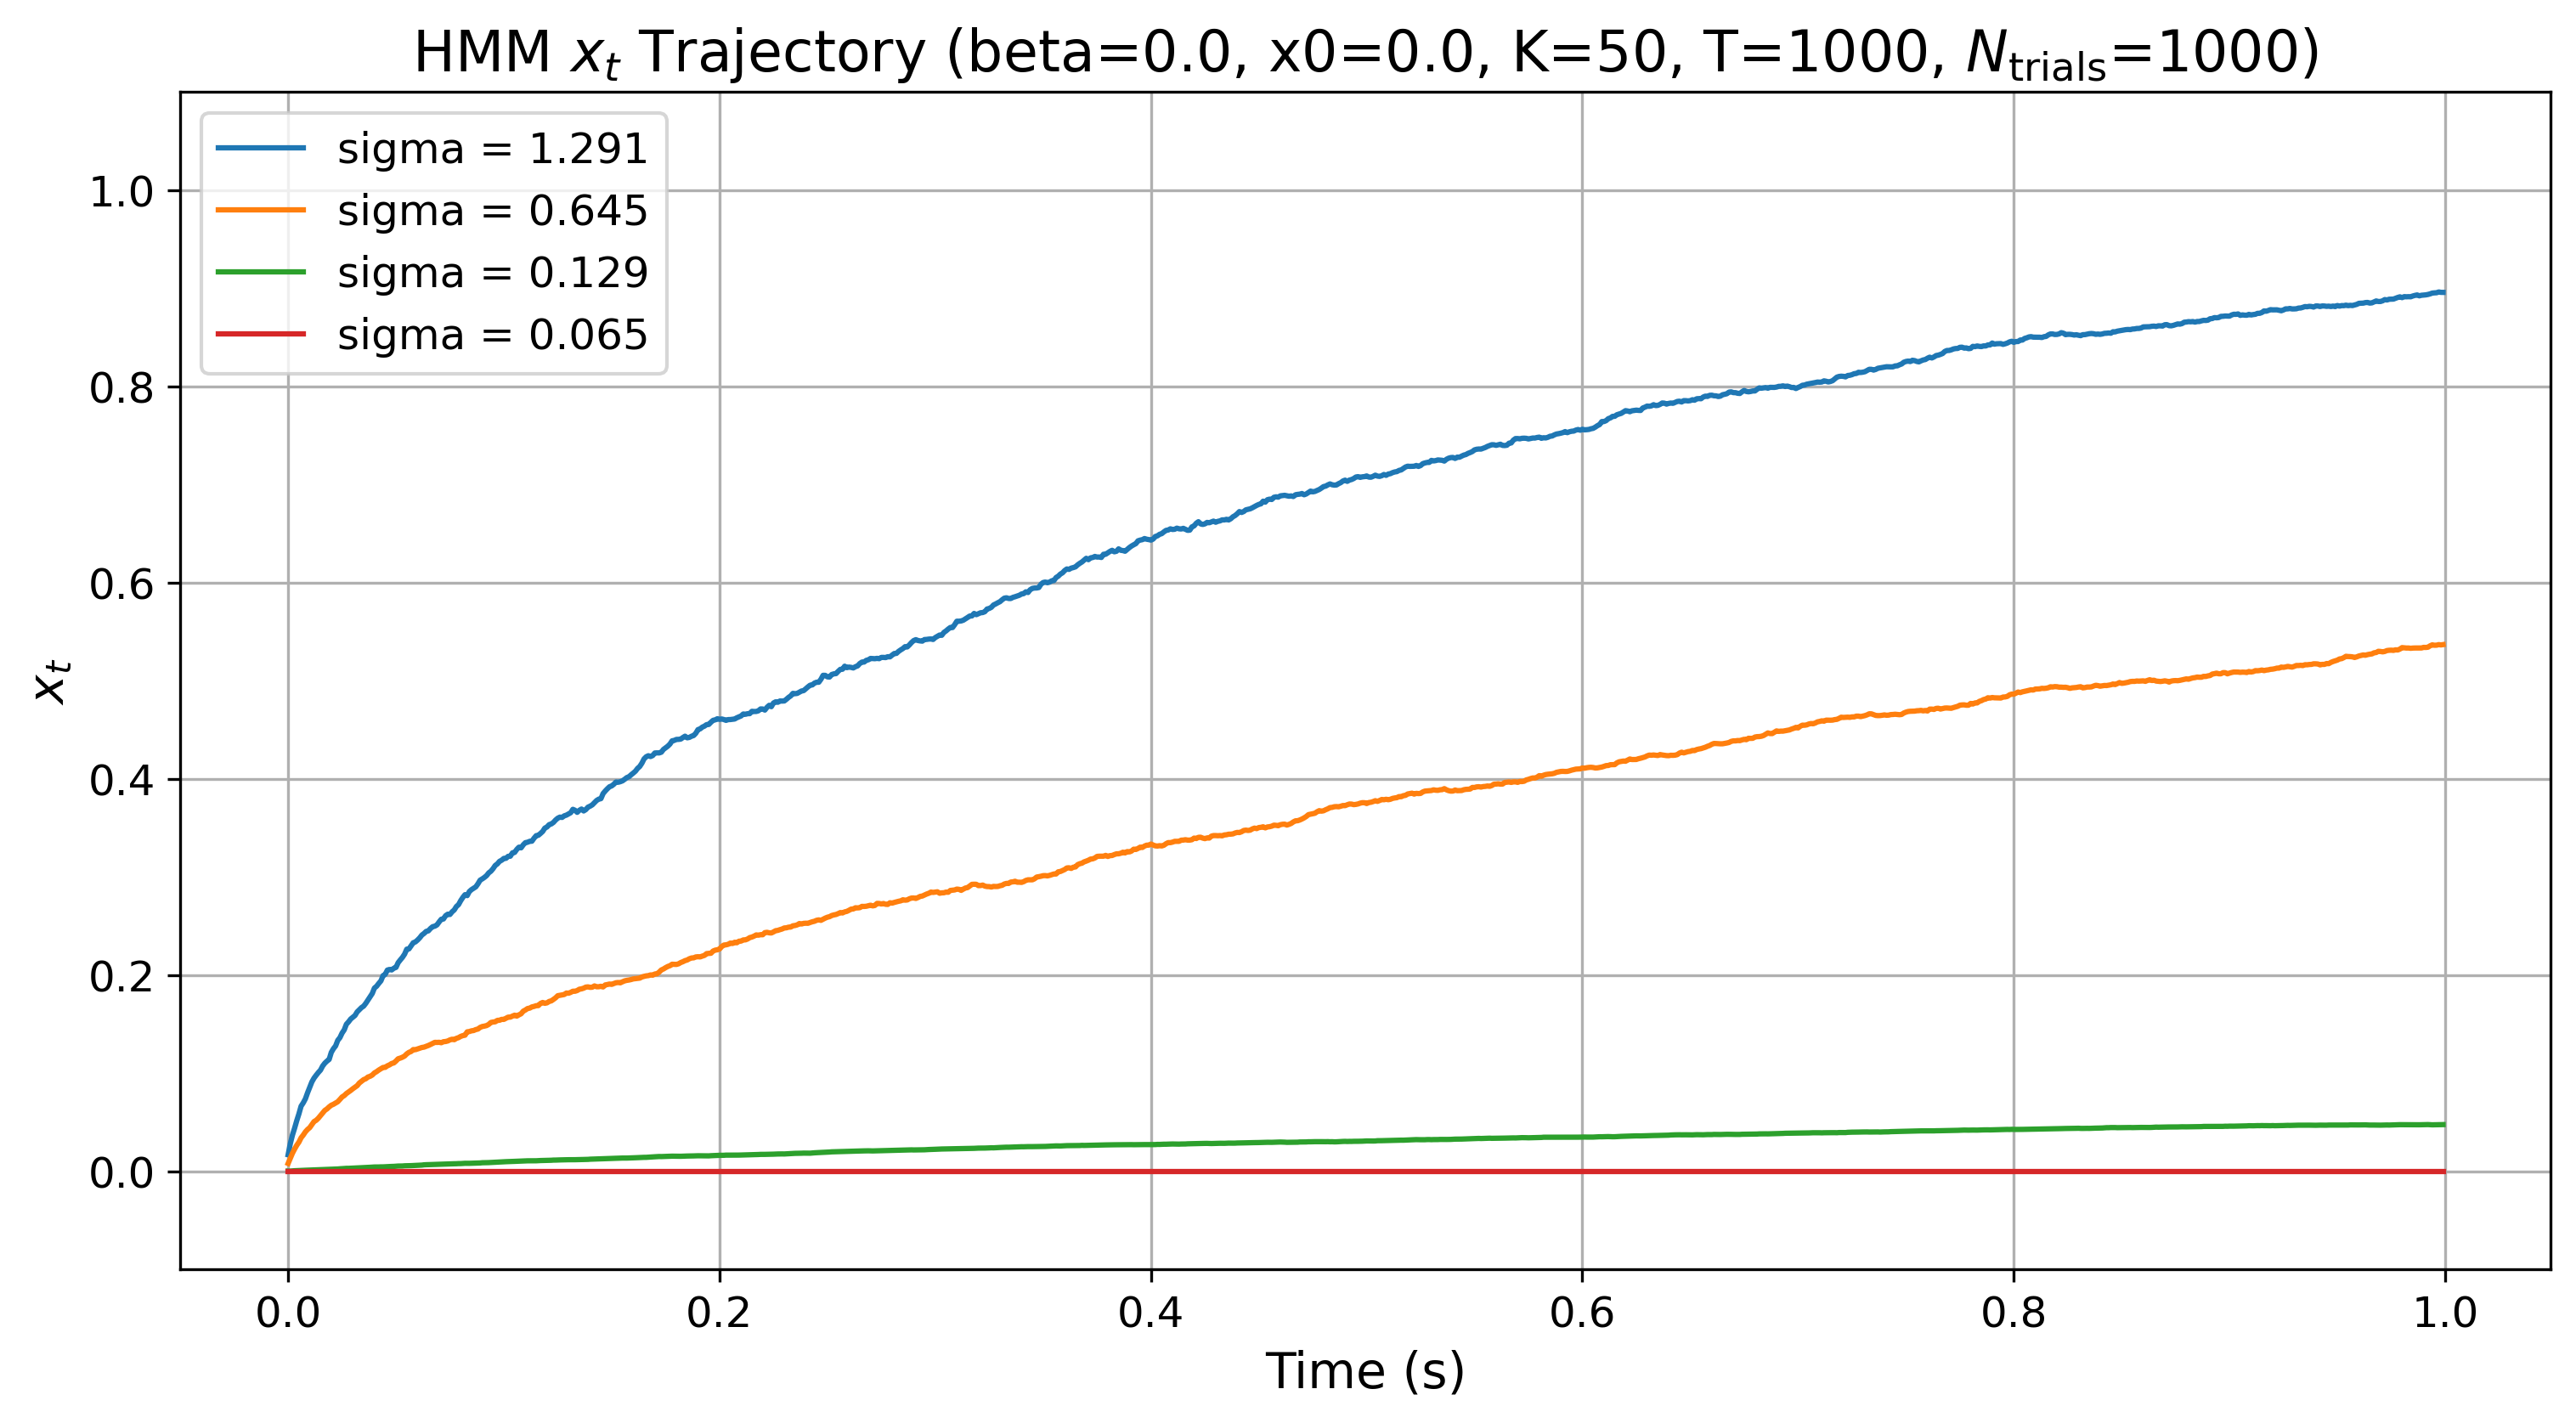 HMM x_t Trajectory (beta=0.0, x0=0.0, K=50, T=1000, N_trials=1000)
sigma = 1.291
sigma = 0.645
sigma = 0.129
sigma = 0.065
1.0
0.8
0.6
0.4
0.2
0.0
x_t
0.0 0.2 0.4 0.6 0.8 1.0
Time (s)